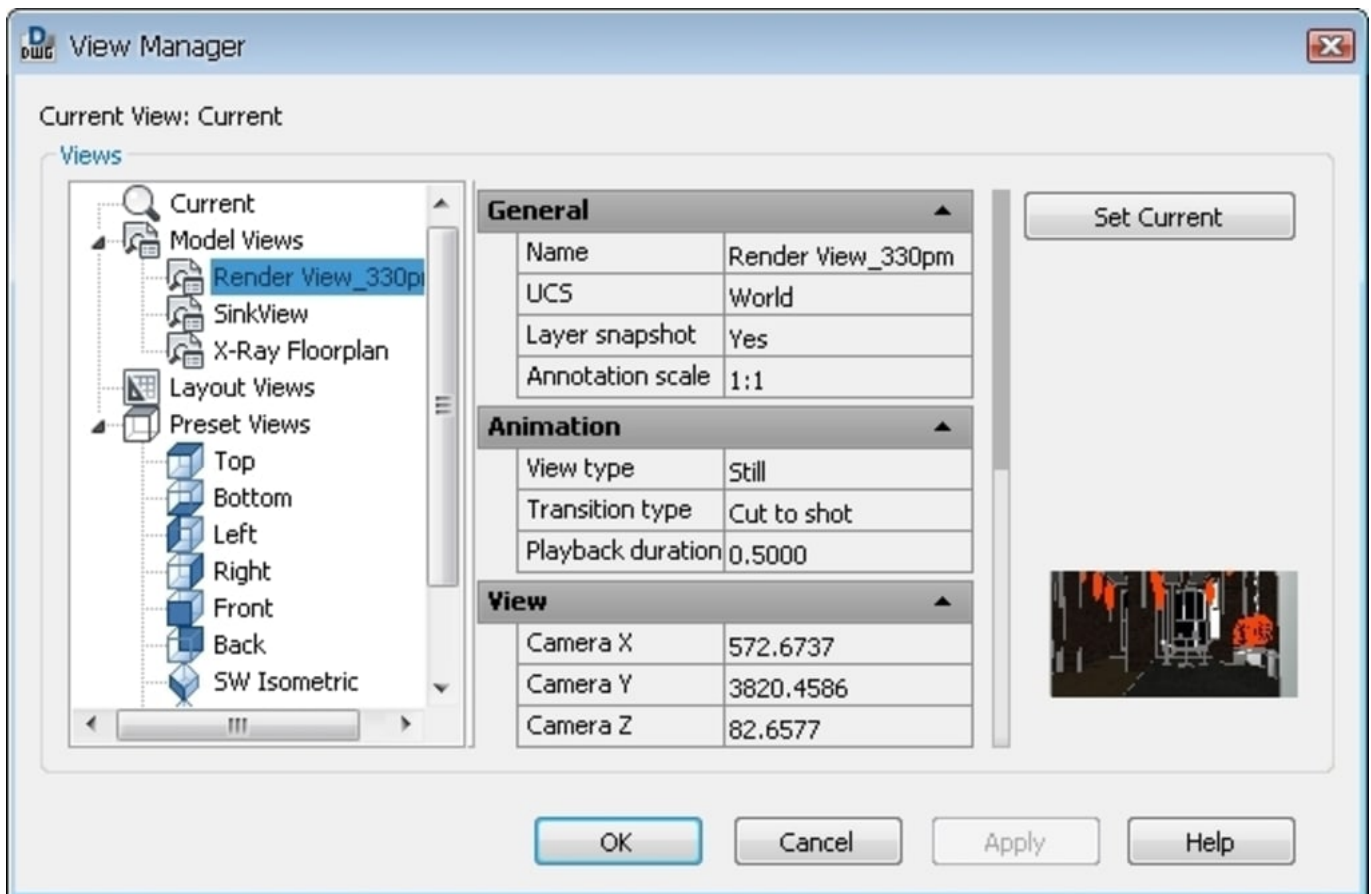 DWG View Manager
Current View: Current
Views
Current
Model Views
Render View_330p
SinkView
X-Ray Floorplan
Layout Views
Preset Views
Top
Bottom
Left
Right
Front
Back
SW Isometric
General
Name Render View_330pm
UCS World
Layer snapshot Yes
Annotation scale 1:1
Animation
View type Still
Transition type Cut to shot
Playback duration 0.5000
View
Camera X 572.6737
Camera Y 3820.4586
Camera Z 82.6577
Set Current
OK Cancel Apply Help